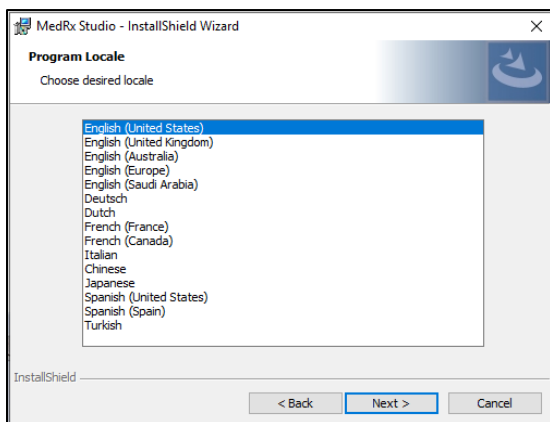 MedRx Studio - InstallShield Wizard
Program Locale
Choose desired locale
English (United States)
English (United Kingdom)
English (Australia)
English (Europe)
English (Saudi Arabia)
Deutsch
Dutch
French (France)
French (Canada)
Italian
Chinese
Japanese
Spanish (United States)
Spanish (Spain)
Turkish
InstallShield
< Back Next > Cancel